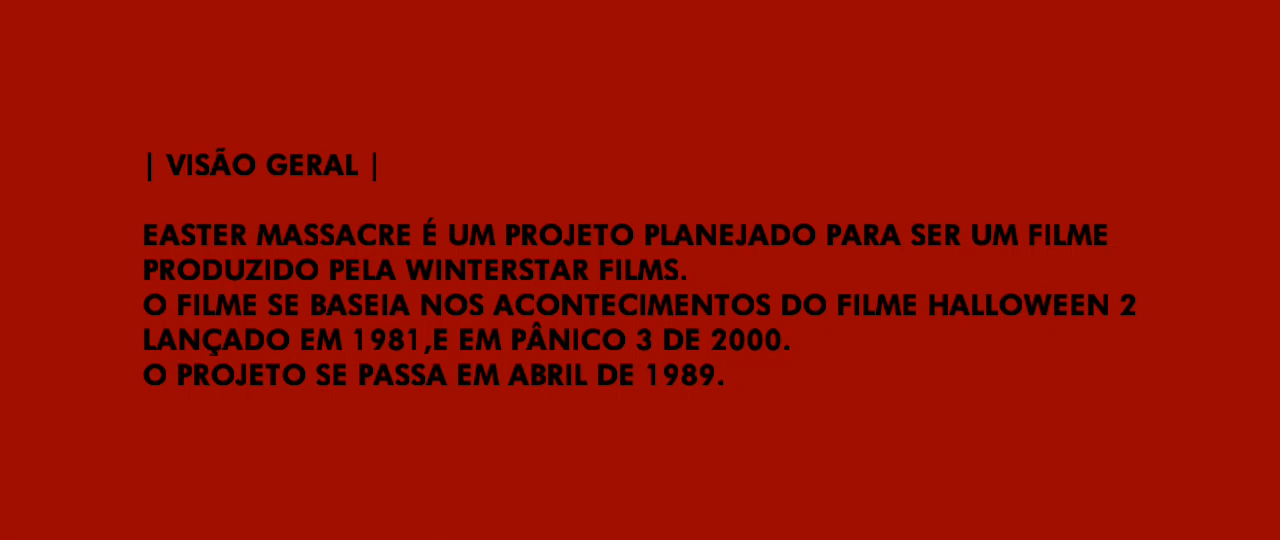 | VISÃO GERAL |
EASTER MASSACRE É UM PROJETO PLANEJADO PARA SER UM FILME
PRODUZIDO PELA WINTERSTAR FILMS.
O FILME SE BASEIA NOS ACONTECIMENTOS DO FILME HALLOWEEN 2
LANÇADO EM 1981,E EM PÂNICO 3 DE 2000.
O PROJETO SE PASSA EM ABRIL DE 1989.